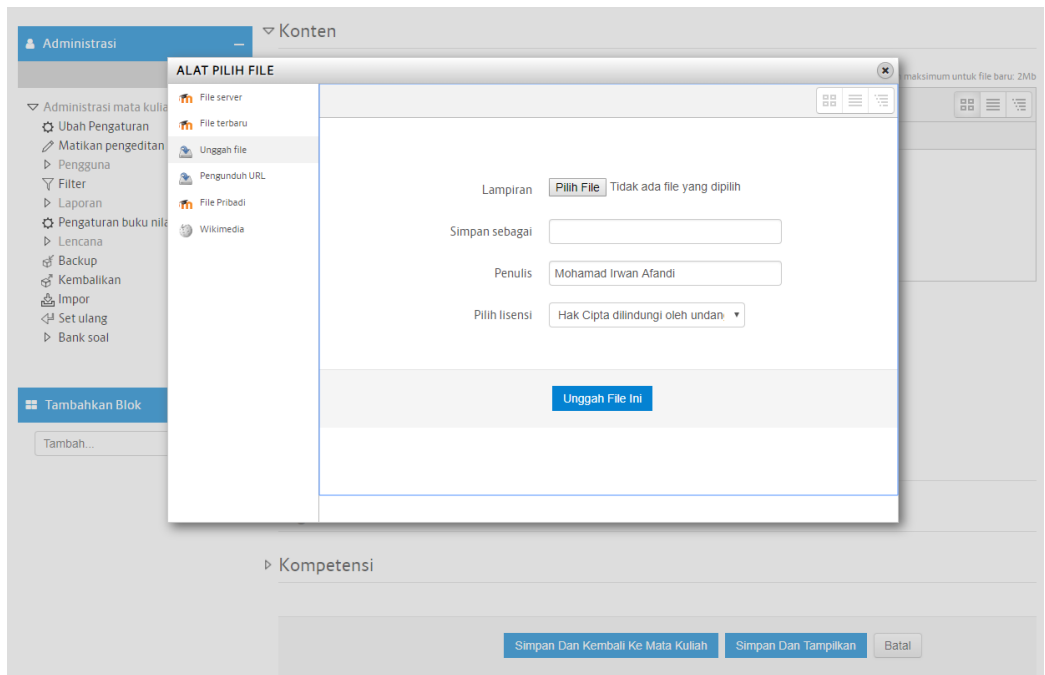 Konten
Administrasi
maksimum untuk file baru: 2Mb
Administrasi mata kulia
Ubah Pengaturan
Matikan pengeditan
Pengguna
Filter
Laporan
Pengaturan buku nila
Lencana
Backup
Kembalikan
Impor
Set ulang
Bank soal
Tambahkan Blok
Tambah...
ALAT PILIH FILE
File server
File terbaru
Unggah file
Pengunduh URL
File Pribadi
Wikimedia
Lampiran Pilih File Tidak ada file yang dipilih
Simpan sebagai
Penulis Mohamad Irwan Afandi
Pilih lisensi Hak Cipta dilindungi oleh undan
Unggah File Ini
Kompetensi
Simpan Dan Kembali Ke Mata Kuliah Simpan Dan Tampilkan Batal